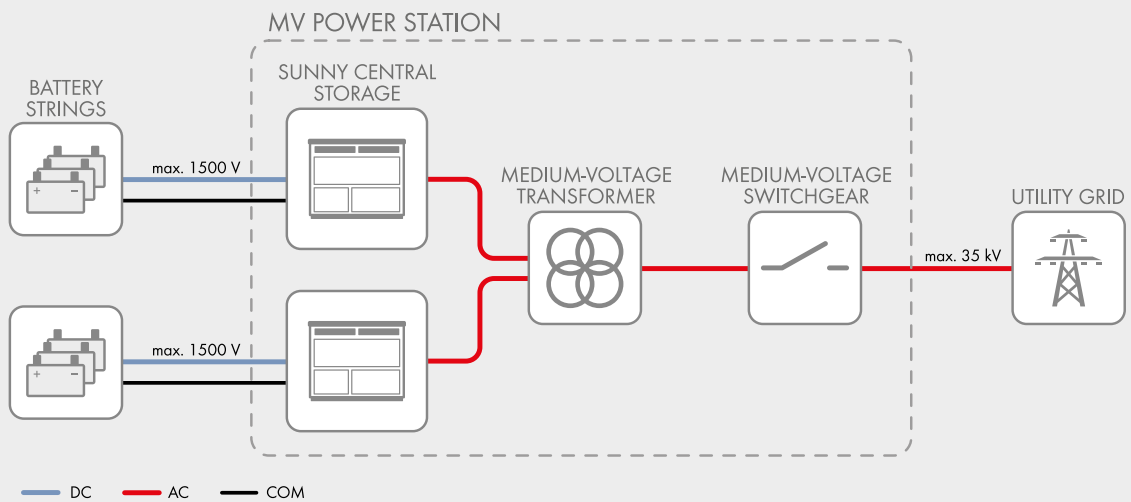 MV POWER STATION
BATTERY
STRINGS
SUNNY CENTRAL
STORAGE
max. 1500 V
+ −
MEDIUM-VOLTAGE
TRANSFORMER
MEDIUM-VOLTAGE
SWITCHGEAR
UTILITY GRID
max. 35 kV
max. 1500 V
+ −
DC AC COM